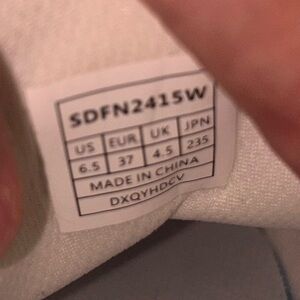 SDFN2415W
US EUR UK JPN
6.5 37 4.5 235
MADE IN CHINA
DXQYHDCV